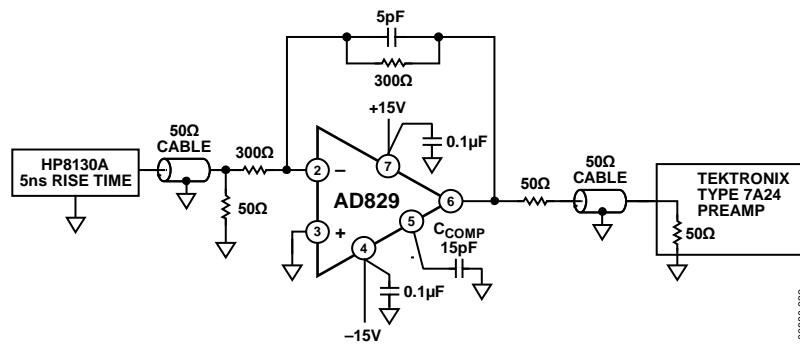 5pF
300Ω
+15V
0.1µF
50Ω
CABLE
300Ω
HP8130A
5ns RISE TIME
50Ω
2
–
7
AD829
6
3
+
5
4
CCOMP
15pF
0.1µF
–15V
50Ω
50Ω
CABLE
TEKTRONIX
TYPE 7A24
PREAMP
50Ω